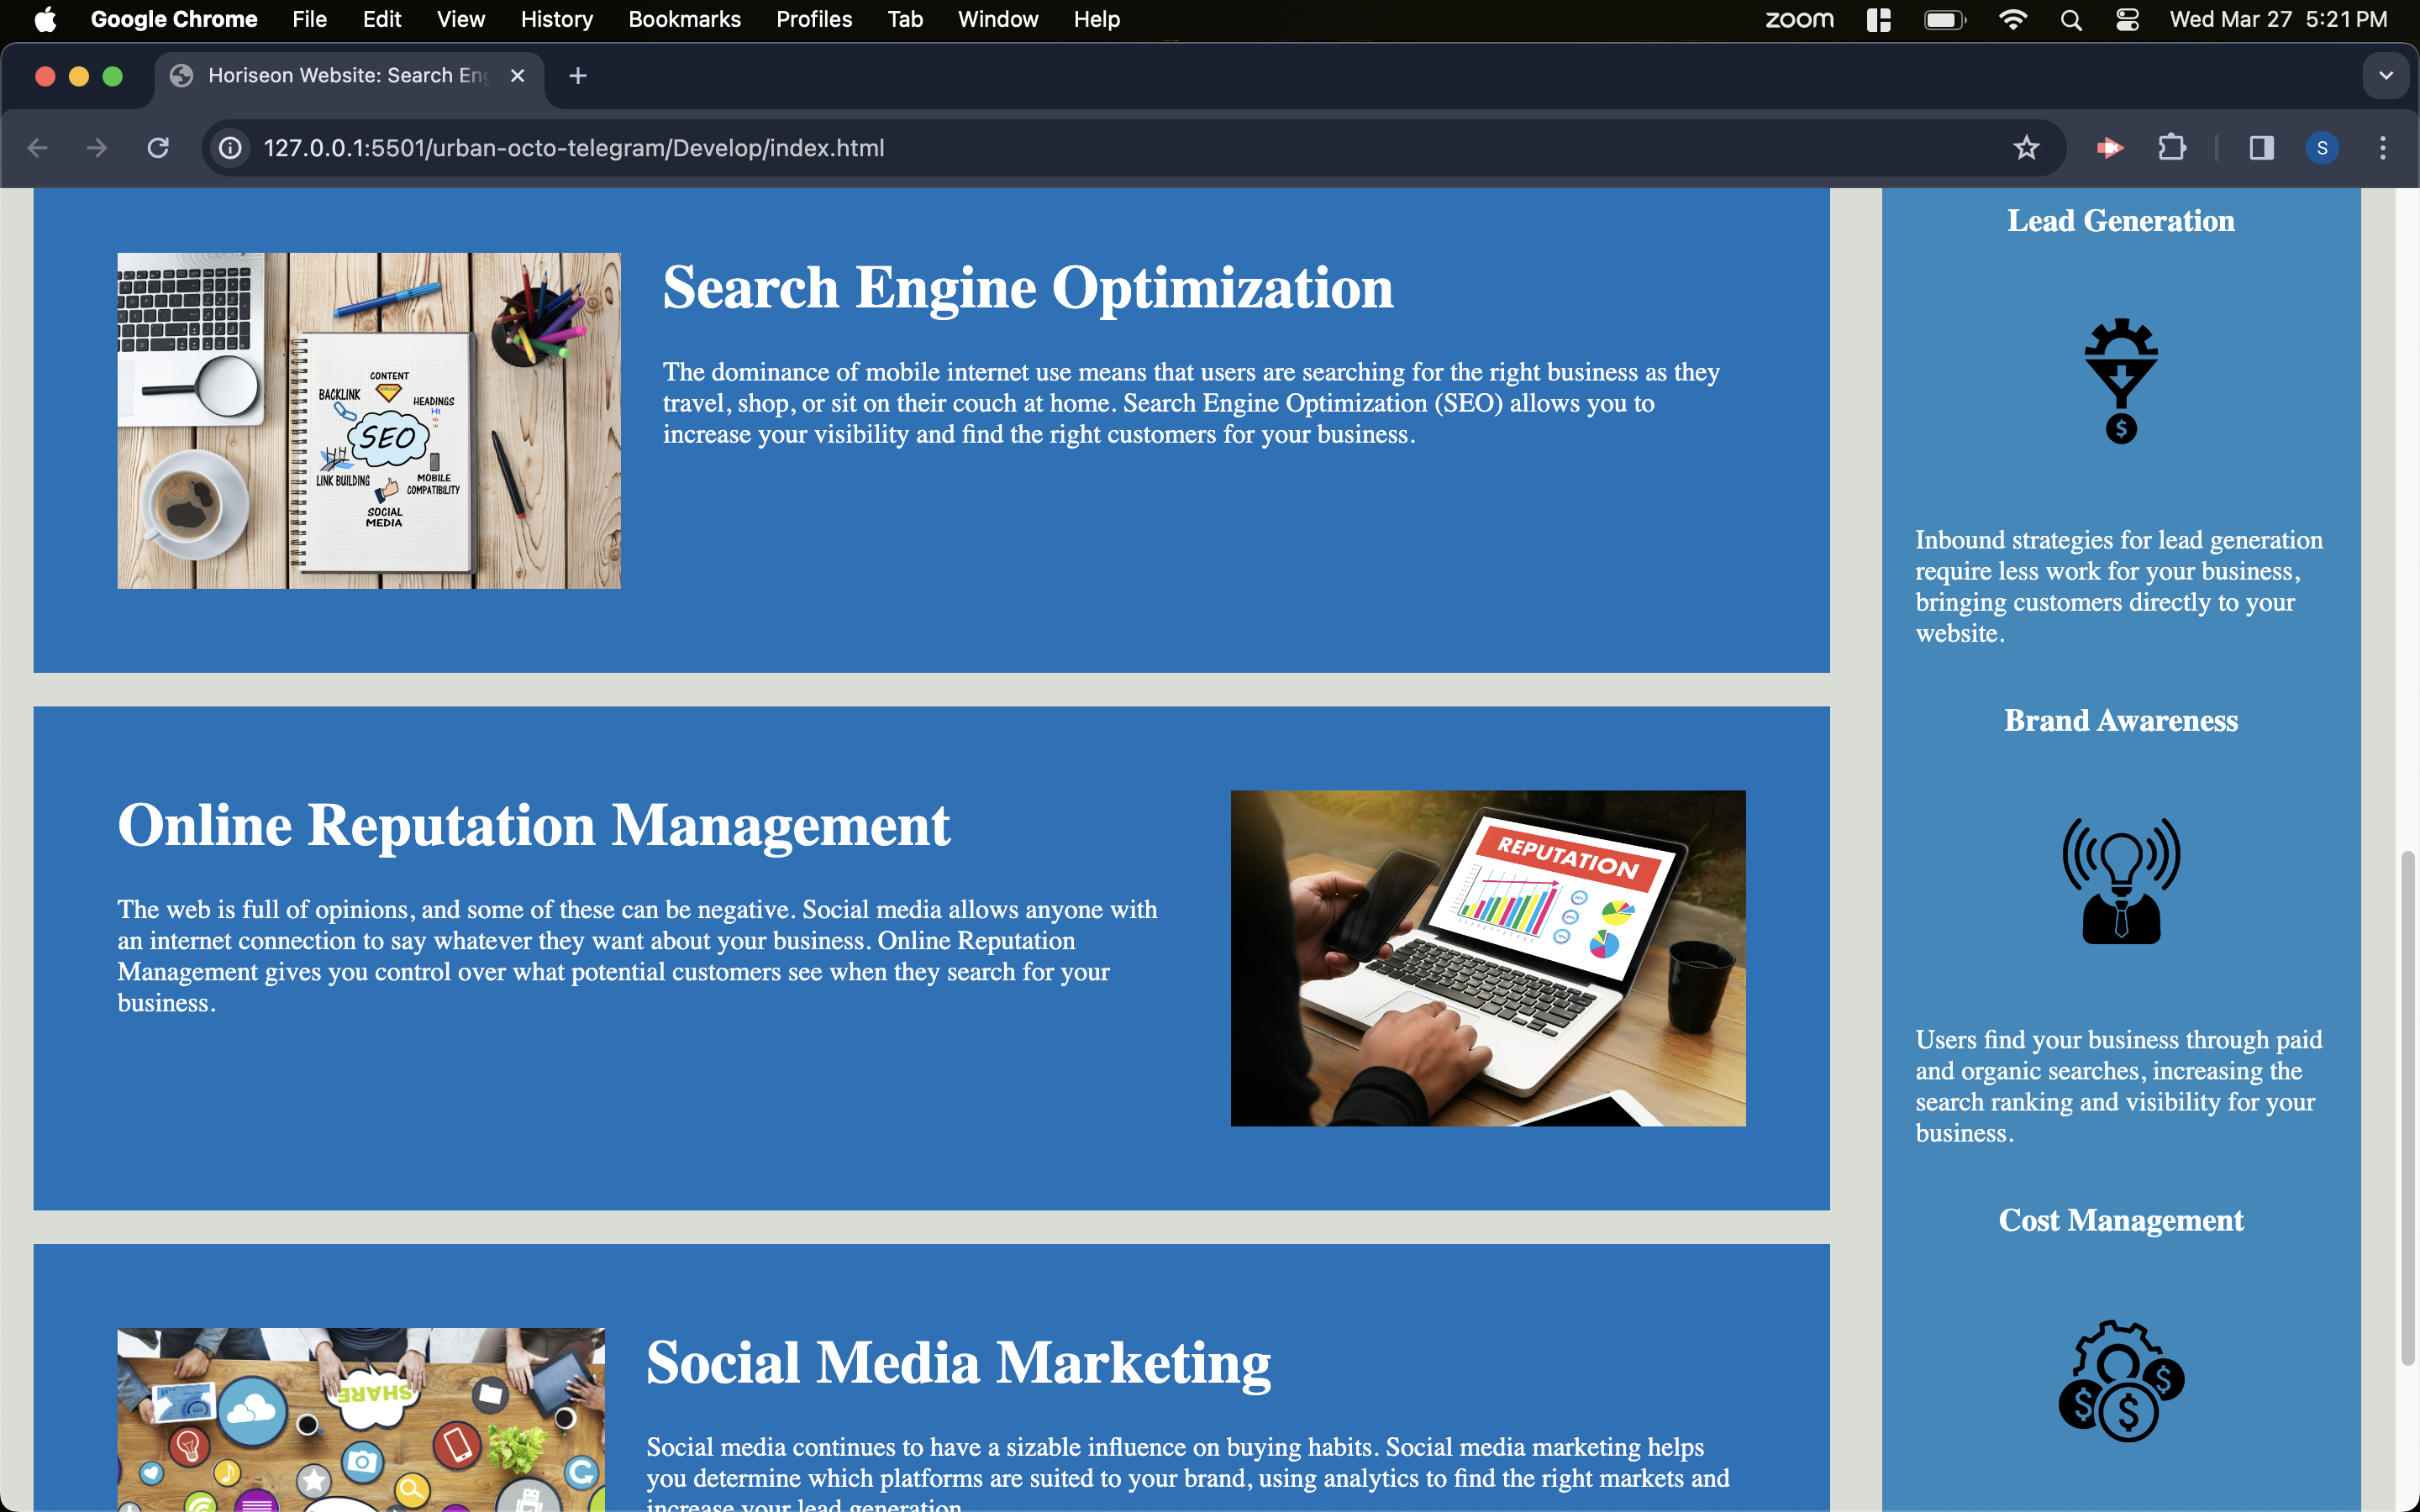 Google Chrome File Edit View History Bookmarks Profiles Tab Window Help zoom Wed Mar 27 5:21 PM
Horiseon Website: Search Eng
127.0.0.1:5501/urban-octo-telegram/Develop/index.html
S
Search Engine Optimization
The dominance of mobile internet use means that users are searching for the right business as they
travel, shop, or sit on their couch at home. Search Engine Optimization (SEO) allows you to
increase your visibility and find the right customers for your business.
CONTENT
BACKLINK
HEADINGS
H1
SEO
LINK BUILDING
MOBILE
COMPATIBILITY
SOCIAL
MEDIA
Online Reputation Management
The web is full of opinions, and some of these can be negative. Social media allows anyone with
an internet connection to say whatever they want about your business. Online Reputation
Management gives you control over what potential customers see when they search for your
business.
REPUTATION
Social Media Marketing
Social media continues to have a sizable influence on buying habits. Social media marketing helps
you determine which platforms are suited to your brand, using analytics to find the right markets and
increase your lead generation.
SHARE
Lead Generation
$
Inbound strategies for lead generation
require less work for your business,
bringing customers directly to your
website.
Brand Awareness
Users find your business through paid
and organic searches, increasing the
search ranking and visibility for your
business.
Cost Management
$ $ $